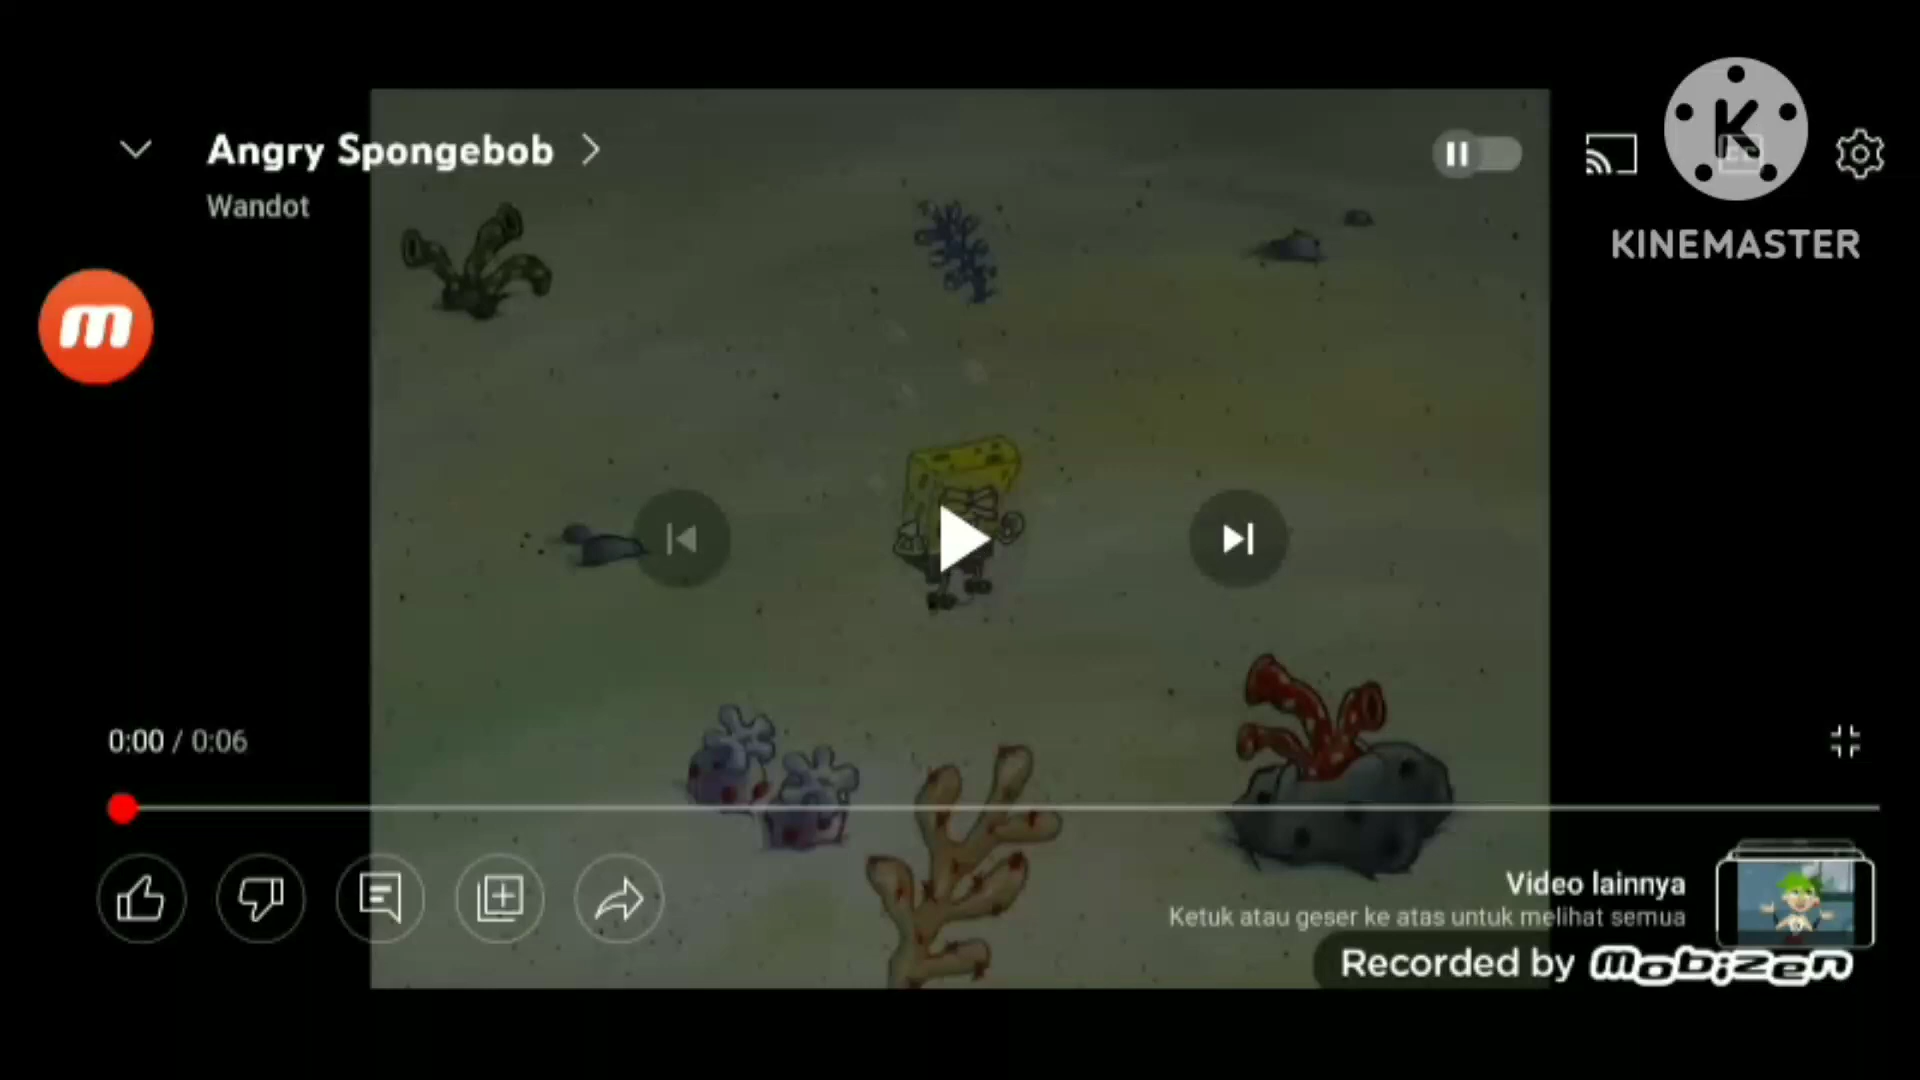 Angry Spongebob
Wandot
KINEMASTER
0:00 / 0:06
Video lainnya
Ketuk atau geser ke atas untuk melihat semua
Recorded by Mobizen